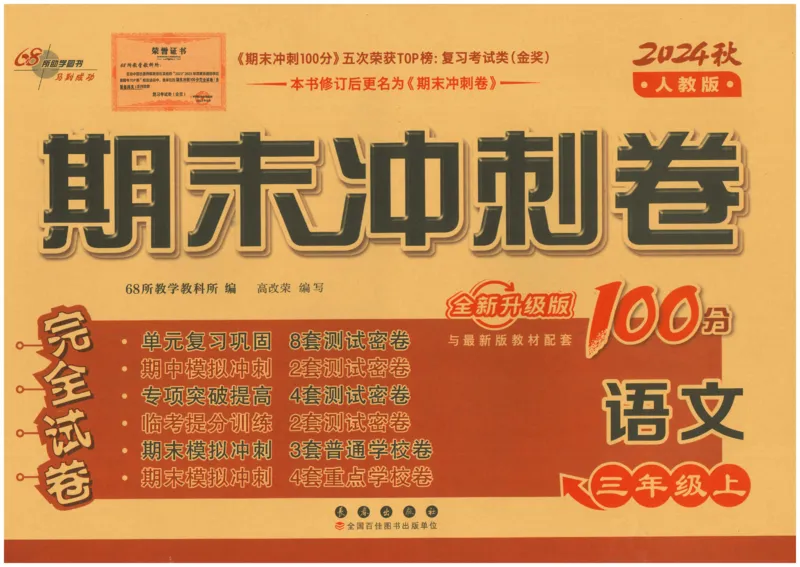 68所助学图书
马到成功
荣誉证书
《期末冲刺100分》五次荣获TOP榜:复习考试类(金奖)
本书修订后更名为《期末冲刺卷》
2024秋
·人教版·
期末冲刺卷
68所教学教科所 编 高改荣 编写
全新升级版
与最新版教材配套
100分
完全试卷
·单元复习巩固 8套测试密卷
·期中模拟冲刺 2套测试密卷
·专项突破提高 4套测试密卷
·临考提分训练 2套测试密卷
·期末模拟冲刺 3套普通学校卷
·期末模拟冲刺 4套重点学校卷
语文
三年级上
长春出版社
全国百佳图书出版单位